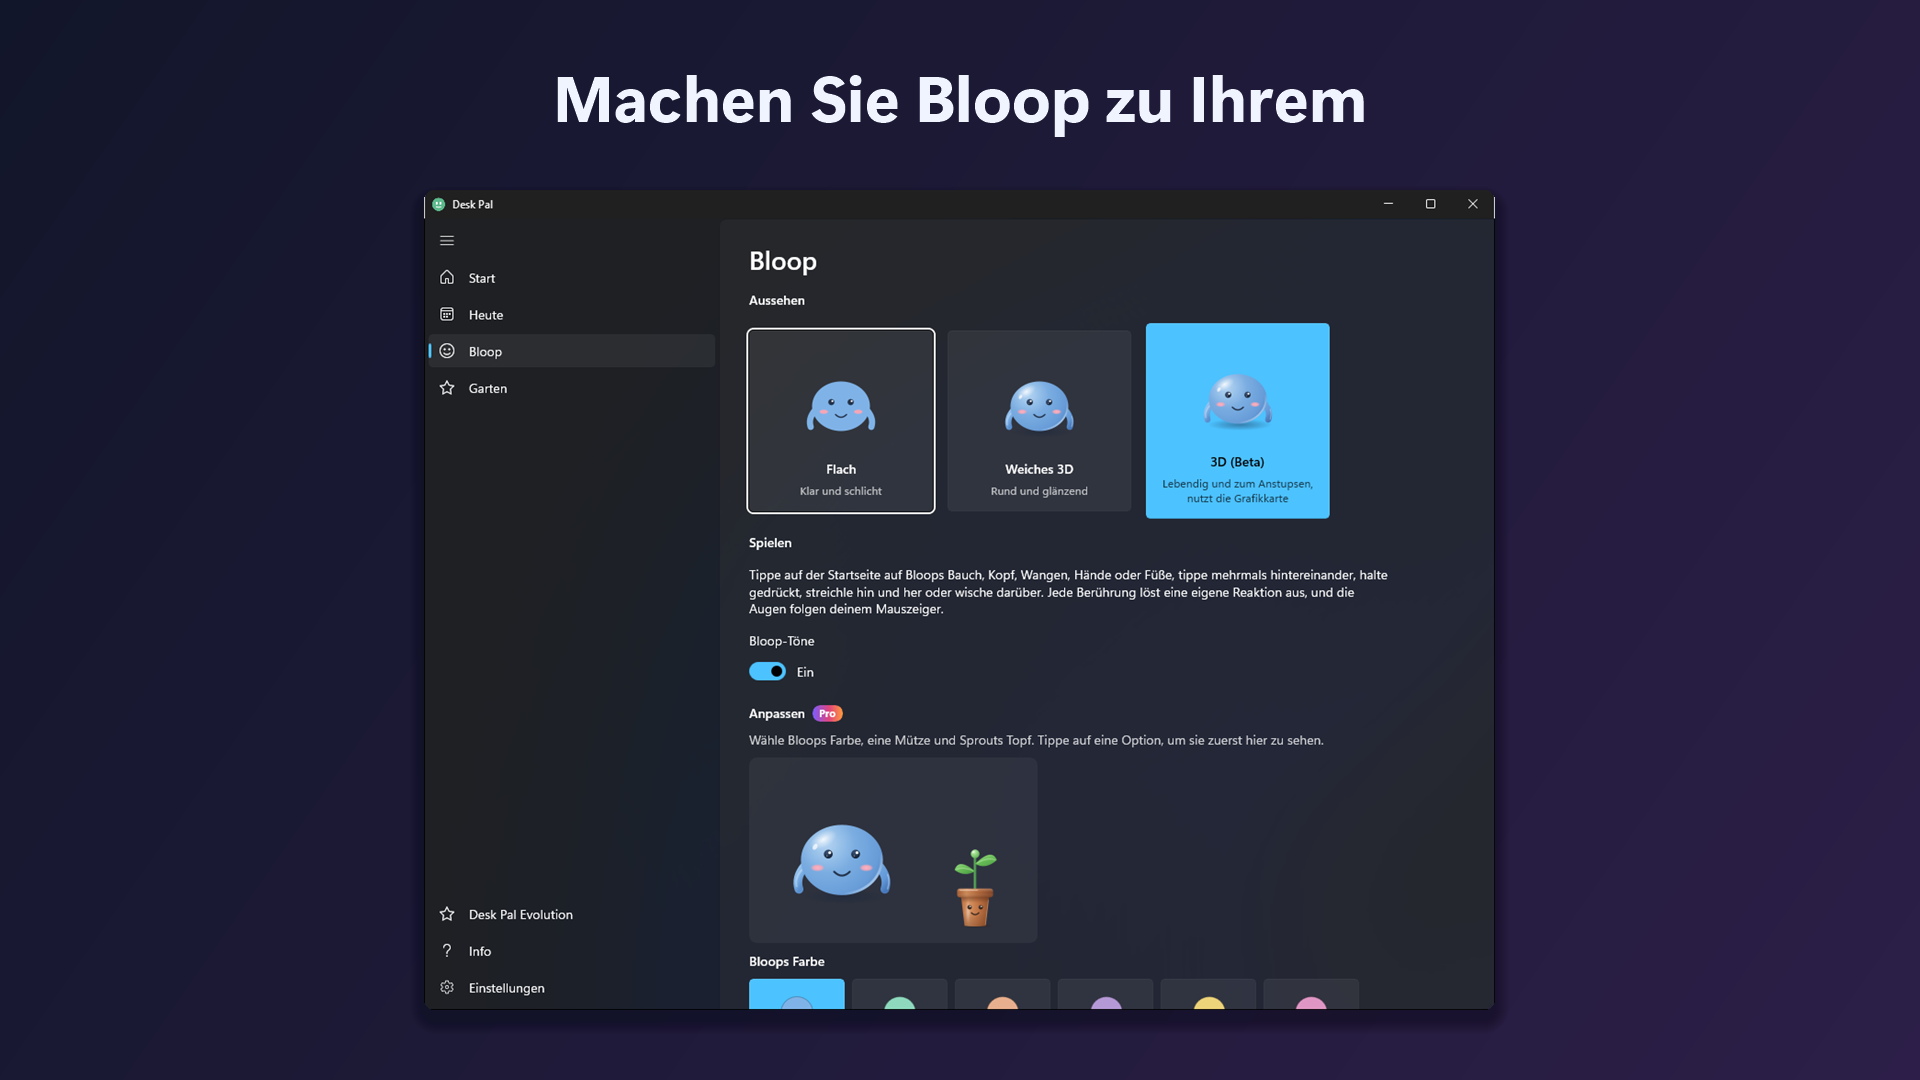 Machen Sie Bloop zu Ihrem
Desk Pal
Start
Heute
Bloop
Garten
Desk Pal Evolution
Info
Einstellungen
Bloop
Aussehen
Flach
Klar und schlicht
Weiches 3D
Rund und glänzend
3D (Beta)
Lebendig und zum Anstupsen,
nutzt die Grafikkarte
Spielen
Tippe auf der Startseite auf Bloops Bauch, Kopf, Wangen, Hände oder Füße, tippe mehrmals hintereinander, halte
gedrückt, streichle hin und her oder wische darüber. Jede Berührung löst eine eigene Reaktion aus, und die
Augen folgen deinem Mauszeiger.
Bloop-Töne
Ein
Anpassen Pro
Wähle Bloops Farbe, eine Mütze und Sprouts Topf. Tippe auf eine Option, um sie zuerst hier zu sehen.
Bloops Farbe